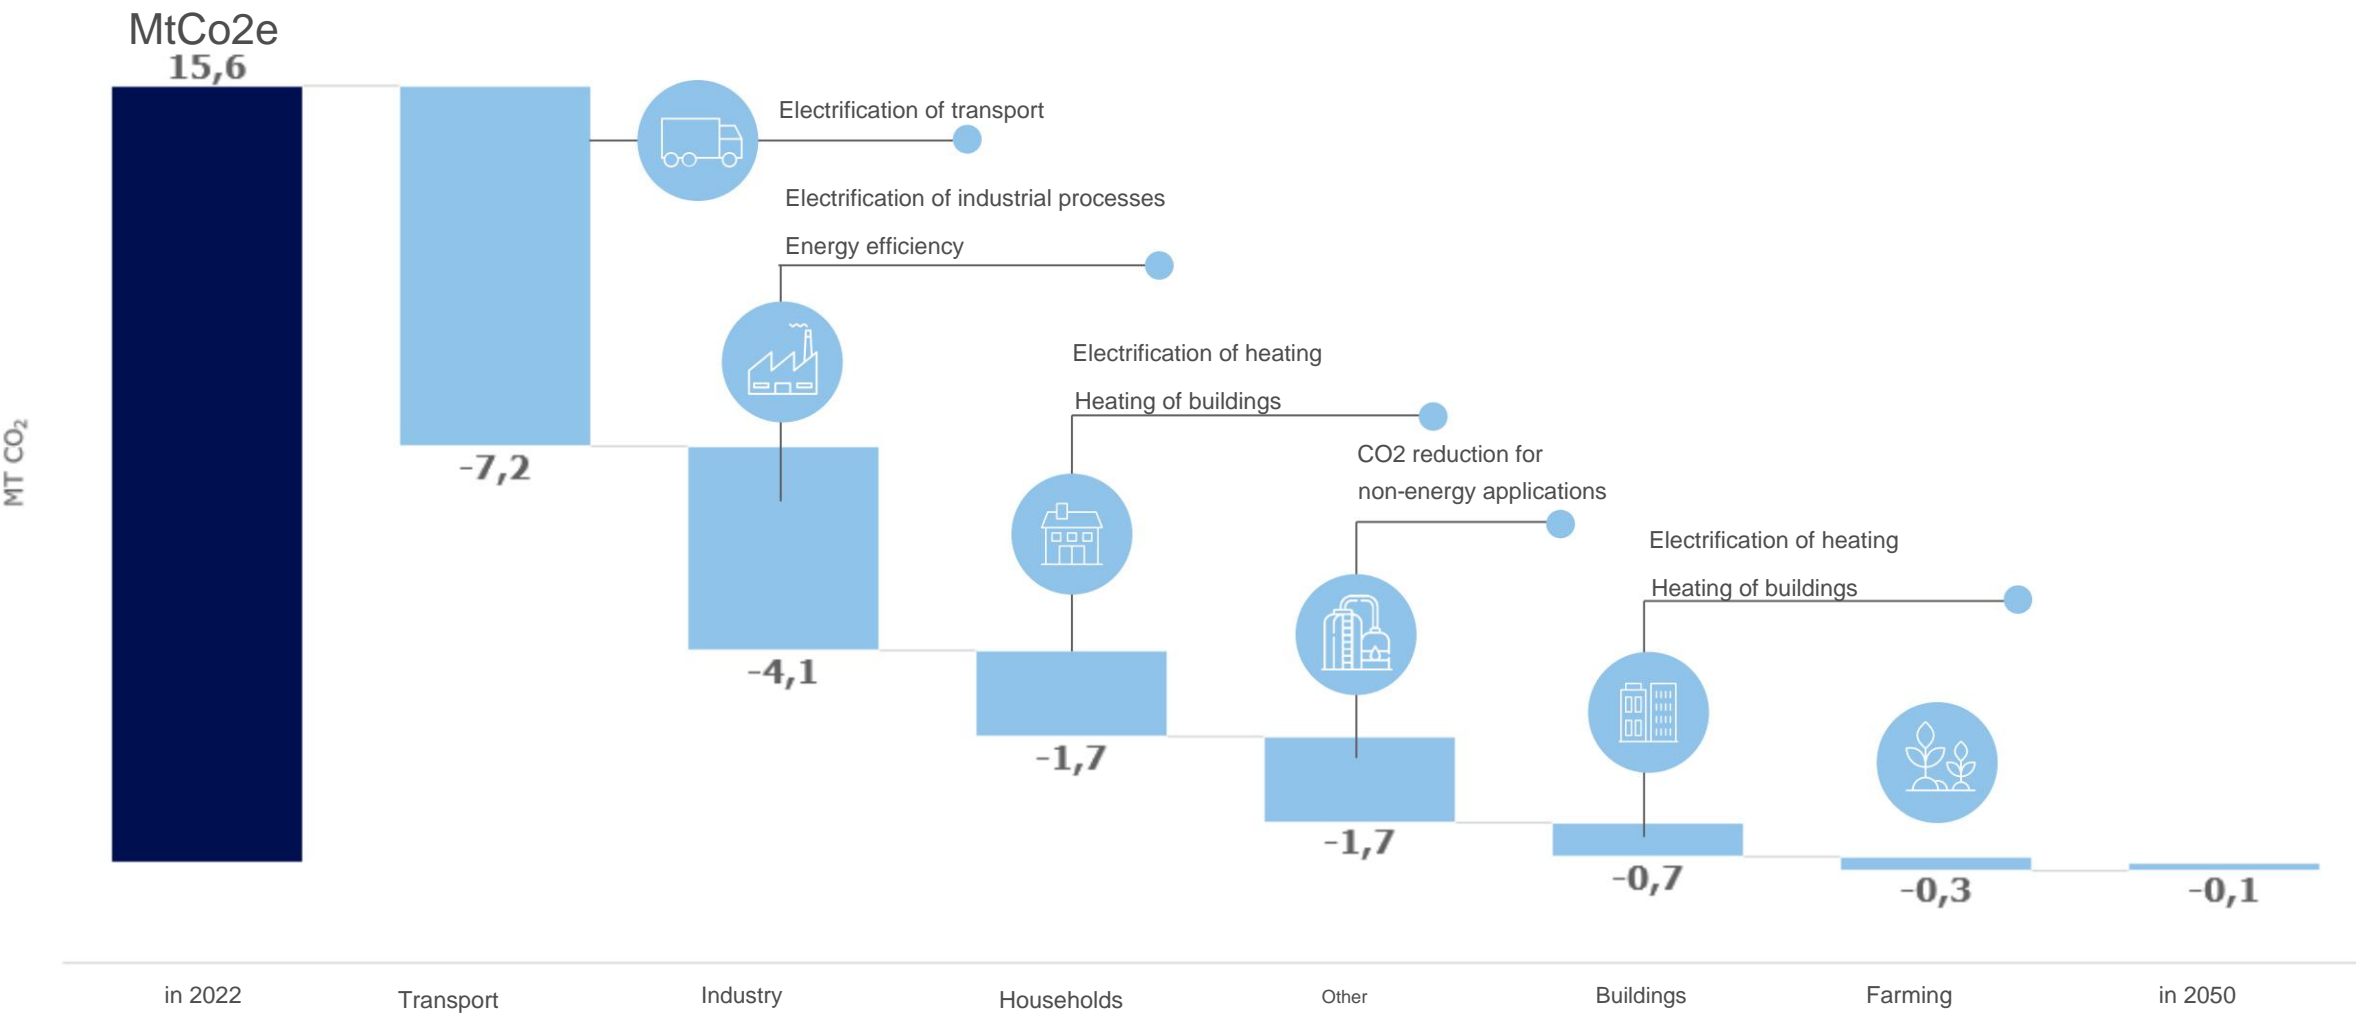 MtCo2e
15,6
Electrification of transport
Electrification of industrial processes
Energy efficiency
Electrification of heating
Heating of buildings
CO2 reduction for
non-energy applications
Electrification of heating
Heating of buildings
MT CO₂
-7,2
-4,1
-1,7
-1,7
-0,7
-0,3
-0,1
in 2022
Transport
Industry
Households
Other
Buildings
Farming
in 2050